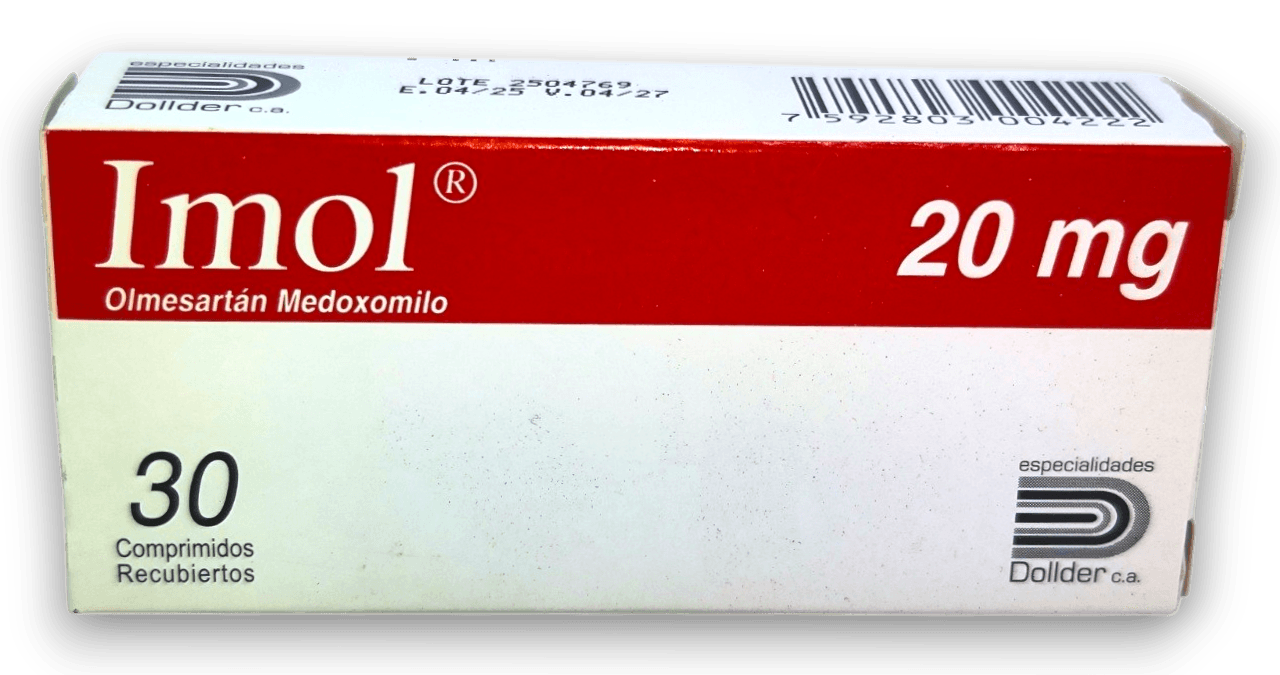 especialidades
Dollder c.a.
LOTE 2504769
E.04/25 V.04/27
7 592803 004222
Imol®
Olmesartán Medoxomilo
20 mg
30
Comprimidos
Recubiertos
especialidades
Dollder c.a.